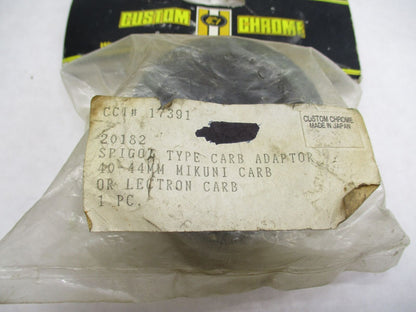 CUSTOM CHROME
CCI# 17391
CUSTOM CHROME
MADE IN JAPAN
20182
SPIGOT TYPE CARB ADAPTOR
40-44MM MIKUNI CARB
OR LECTRON CARB
1 PC.